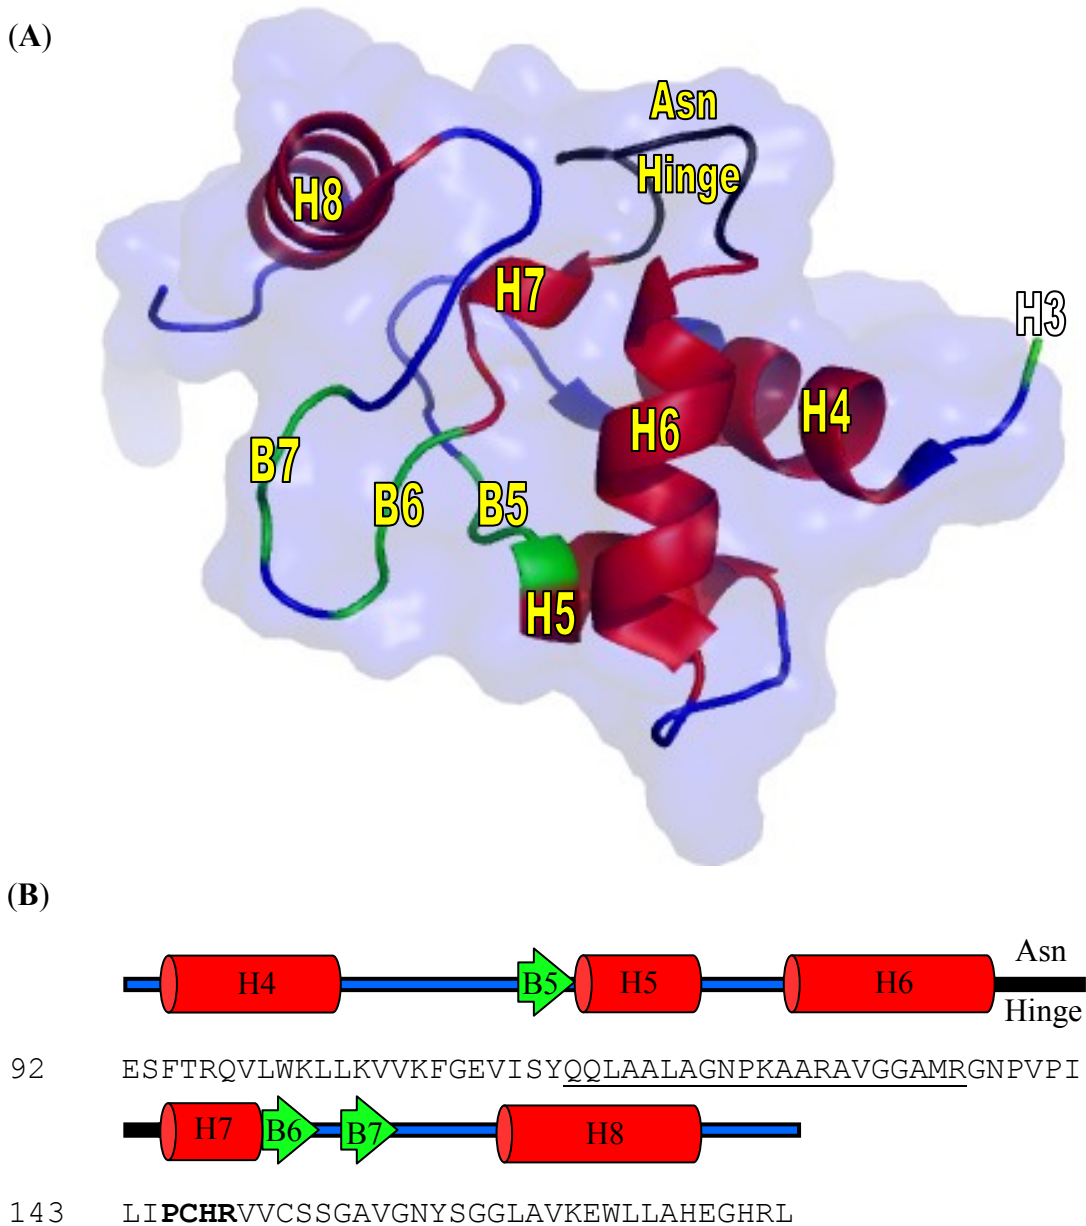 (A)
Asn
Hinge
H8
H7
H3
H4
H6
B7
B6
B5
H5
(B)
H4
B5
H5
H6
Asn
Hinge
92 ESFTRQVLWKLLKVVKFGEVISYQQLAALAGNPKAARAVGGAMRGNPVPI
H7
B6
B7
H8
143 LIPCHRVVCSSGAVGNYSGGLAVKEWLLAHEGHRL